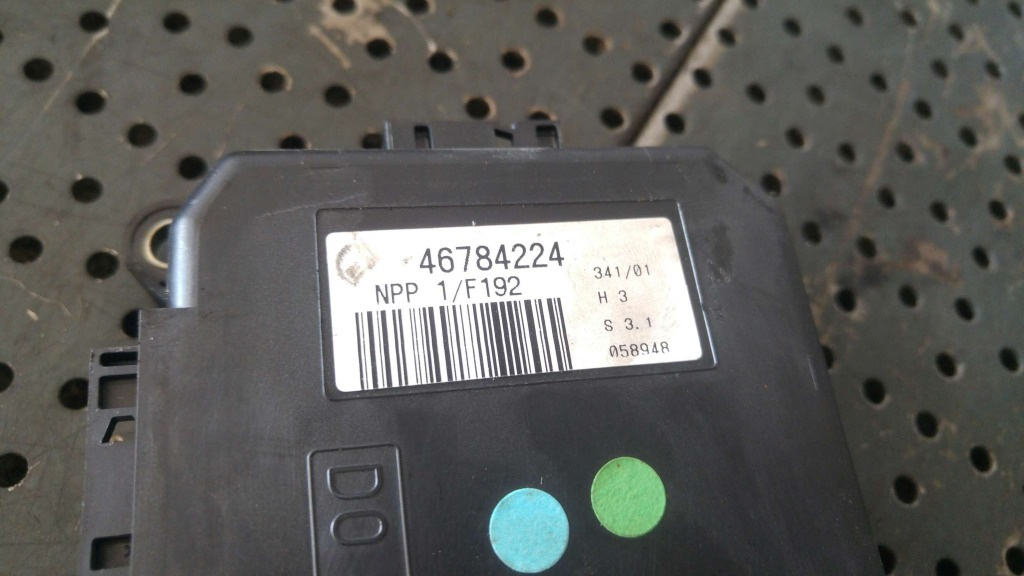 46784224
NPP 1/F192
341/01
H 3
S 3.1
058948
DO